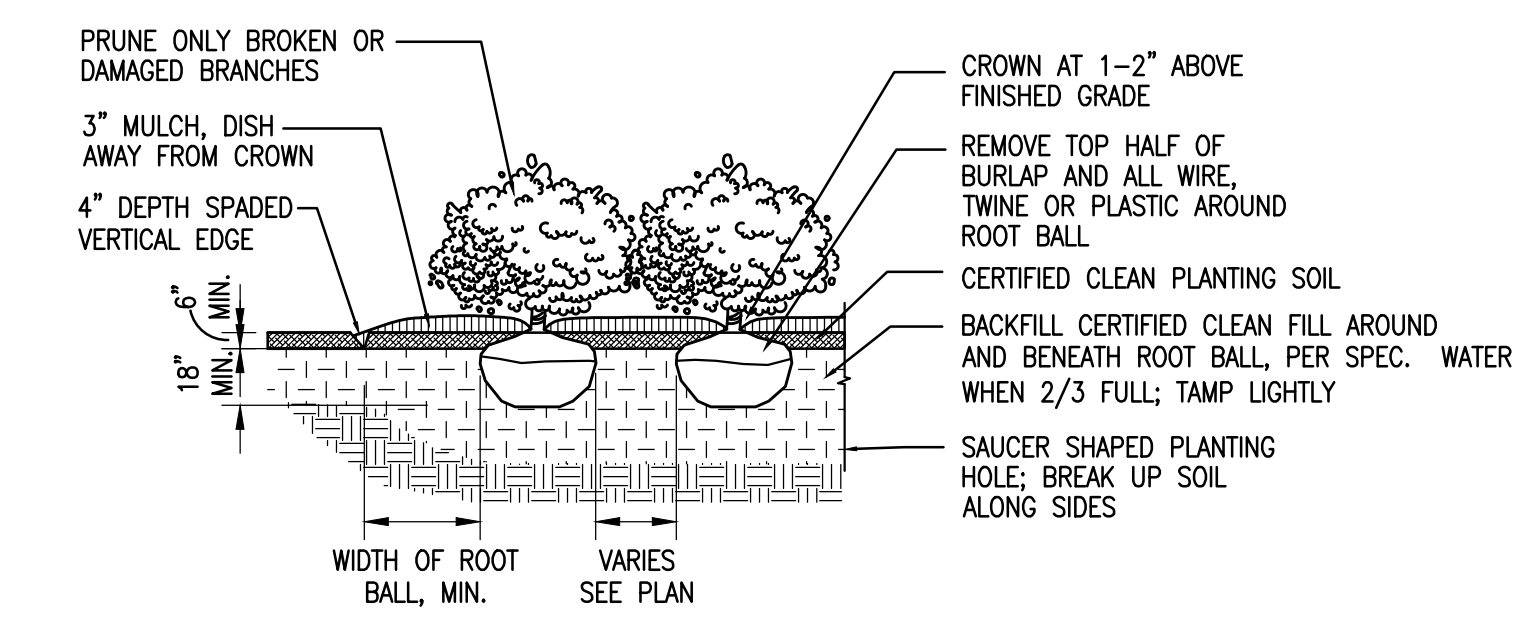 PRUNE ONLY BROKEN OR
DAMAGED BRANCHES
3" MULCH, DISH
AWAY FROM CROWN
4" DEPTH SPADED
VERTICAL EDGE
6"
MIN.
18"
MIN.
WIDTH OF ROOT
BALL, MIN.
VARIES
SEE PLAN
CROWN AT 1-2" ABOVE
FINISHED GRADE
REMOVE TOP HALF OF
BURLAP AND ALL WIRE,
TWINE OR PLASTIC AROUND
ROOT BALL
CERTIFIED CLEAN PLANTING SOIL
BACKFILL CERTIFIED CLEAN FILL AROUND
AND BENEATH ROOT BALL, PER SPEC. WATER
WHEN 2/3 FULL; TAMP LIGHTLY
SAUCER SHAPED PLANTING
HOLE; BREAK UP SOIL
ALONG SIDES